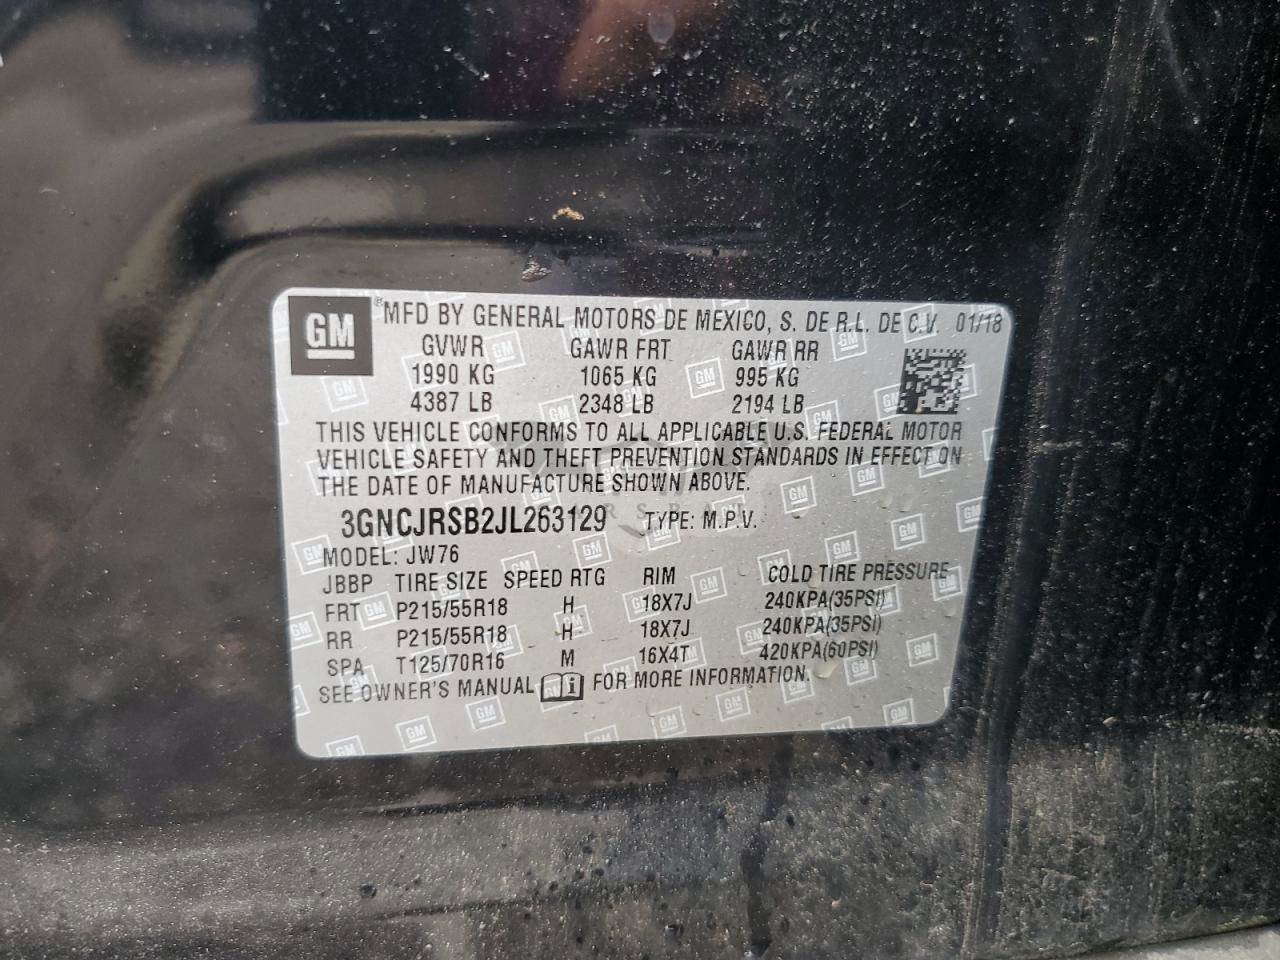 GM ® MFD BY GENERAL MOTORS DE MEXICO, S. DE R.L. DE C.V. 01/18
GVWR GAWR FRT GAWR RR
1990 KG 1065 KG 995 KG
4387 LB 2348 LB 2194 LB
THIS VEHICLE CONFORMS TO ALL APPLICABLE U.S. FEDERAL MOTOR
VEHICLE SAFETY AND THEFT PREVENTION STANDARDS IN EFFECT ON
THE DATE OF MANUFACTURE SHOWN ABOVE.
3GNCJRSB2JL263129 TYPE: M.P.V.
MODEL: JW76
JBBP TIRE SIZE SPEED RTG RIM COLD TIRE PRESSURE
FRT P215/55R18 H 18X7J 240KPA(35PSI)
RR P215/55R18 H 18X7J 240KPA(35PSI)
SPA T125/70R16 M 16X4T 420KPA(60PSI)
SEE OWNER'S MANUAL FOR MORE INFORMATION.